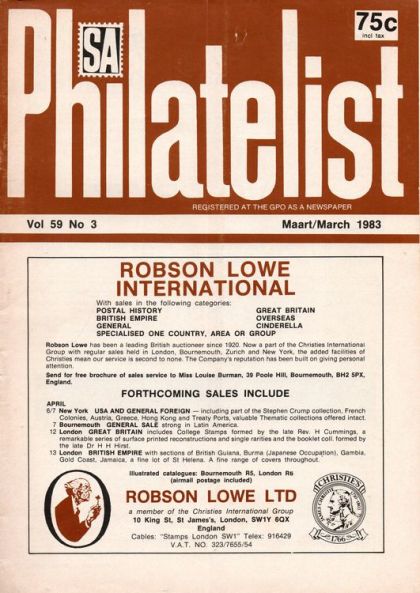 75c
incl tax
SA
Philatelist
REGISTERED AT THE GPO AS A NEWSPAPER
Vol 59 No 3
Maart/March 1983
ROBSON LOWE
INTERNATIONAL
With sales in the following categories:
POSTAL HISTORY GREAT BRITAIN
BRITISH EMPIRE OVERSEAS
GENERAL CINDERELLA
SPECIALISED ONE COUNTRY, AREA OR GROUP
Robson Lowe has been a leading British auctioneer since 1920. Now a part of the Christies International
Group with regular sales held in London, Bournemouth, Zurich and New York, the added facilities of
Christies mean our service is second to none. The Company's reputation has been built on giving personal
attention.
Send for free brochure of sales service to Miss Louise Burman, 39 Poole Hill, Bournemouth, BH2 5PX,
England.
FORTHCOMING SALES INCLUDE
APRIL
6/7 New York USA AND GENERAL FOREIGN — including part of the Stephen Crump collection, French
Colonies, Austria, Greece, Hong Kong and Treaty Ports, valuable Thematic collections offered intact.
7 Bournemouth GENERAL SALE strong in Latin America.
12 London GREAT BRITAIN includes College Stamps formed by the late Rev. H Cummings, a
remarkable series of surface printed reconstructions and single rarities and the booklet coll. formed by
the late Dr H H Hirst.
13 London BRITISH EMPIRE with sections of British Guiana, Burma (Japanese Occupation), Gambia,
Gold Coast, Jamaica, a fine lot of St Helena. A fine range of covers throughout.
Illustrated catalogues: Bournemouth R5, London R6
(airmail postage included)
ROBSON LOWE LTD
a member of the Christies International Group
10 King St, St James's, London, SW1Y 6QX
England
Cables: "Stamps London SW1" Telex: 916429
V.A.T. NO. 323/7655/54
CHRISTIE'S
1766